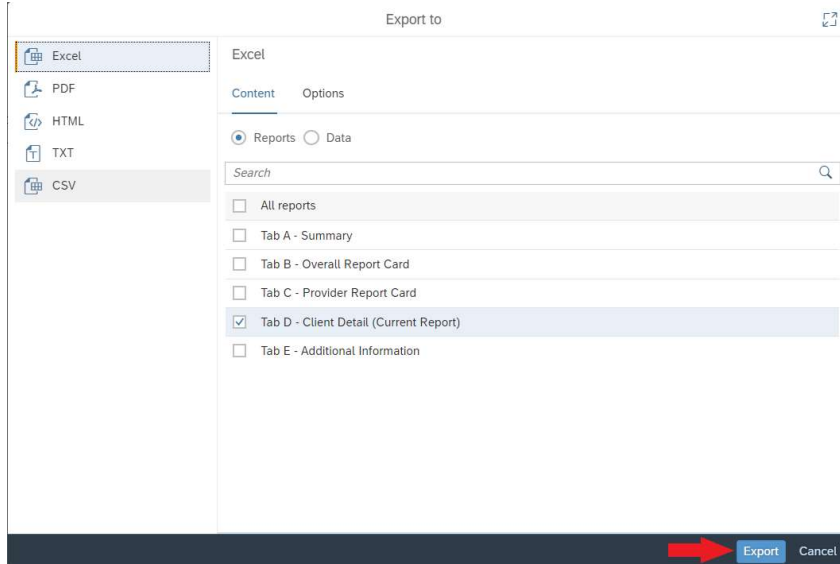 Export to
Excel
PDF
HTML
TXT
CSV
Excel
Content Options
Reports Data
Search
All reports
Tab A - Summary
Tab B - Overall Report Card
Tab C - Provider Report Card
Tab D - Client Detail (Current Report)
Tab E - Additional Information
Export Cancel